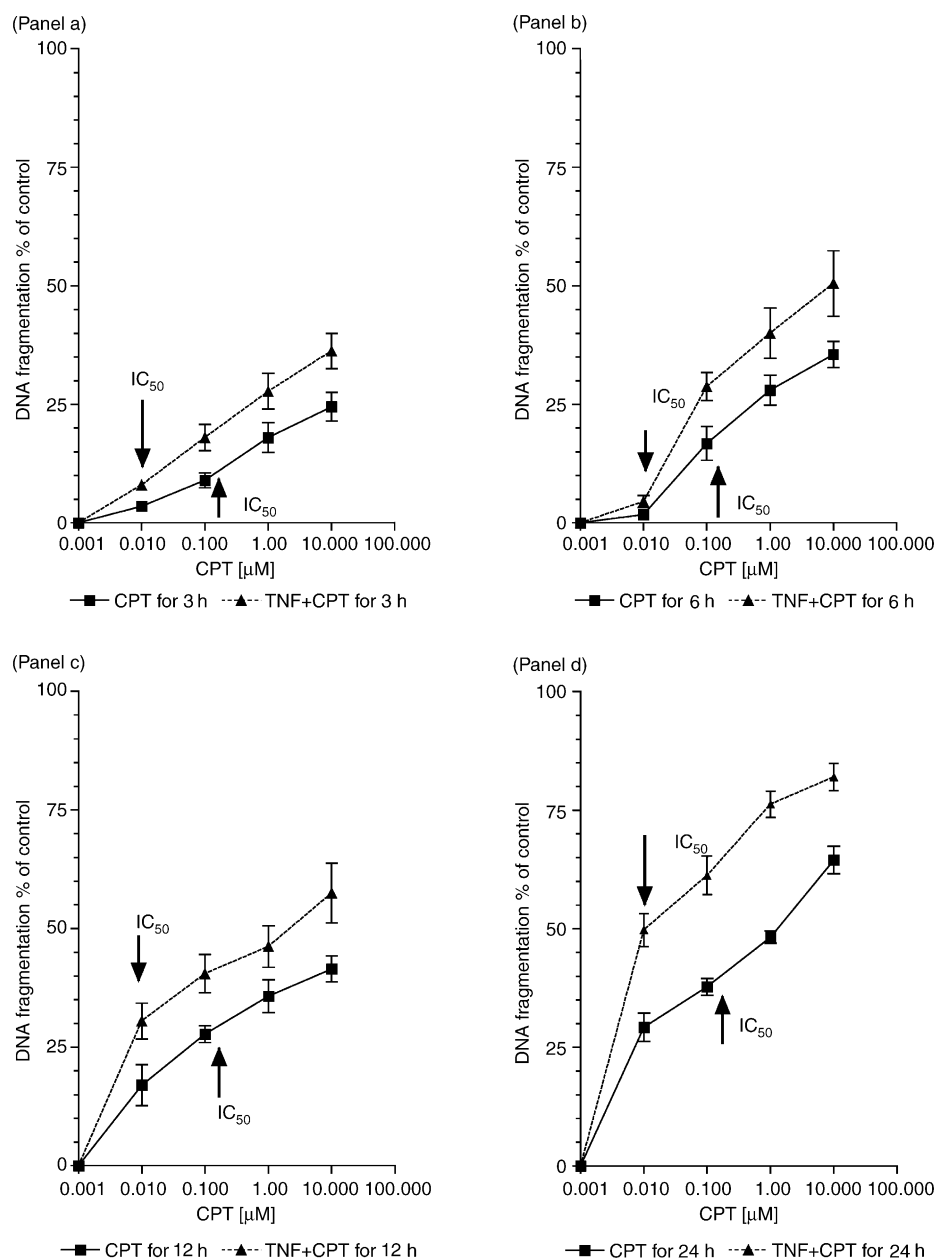 (Panel a)
100
75
50
25
0
DNA fragmentation % of control
IC50
IC50
0.001 0.010 0.100 1.00 10.000 100.000
CPT [µM]
CPT for 3 h TNF+CPT for 3 h
(Panel b)
100
75
50
25
0
DNA fragmentation % of control
IC50
IC50
0.001 0.010 0.100 1.00 10.000 100.000
CPT [µM]
CPT for 6 h TNF+CPT for 6 h
(Panel c)
100
75
50
25
0
DNA fragmentation % of control
IC50
IC50
0.001 0.010 0.100 1.00 10.000 100.000
CPT [µM]
CPT for 12 h TNF+CPT for 12 h
(Panel d)
100
75
50
25
0
DNA fragmentation % of control
IC50
IC50
0.001 0.010 0.100 1.00 10.000 100.000
CPT [µM]
CPT for 24 h TNF+CPT for 24 h